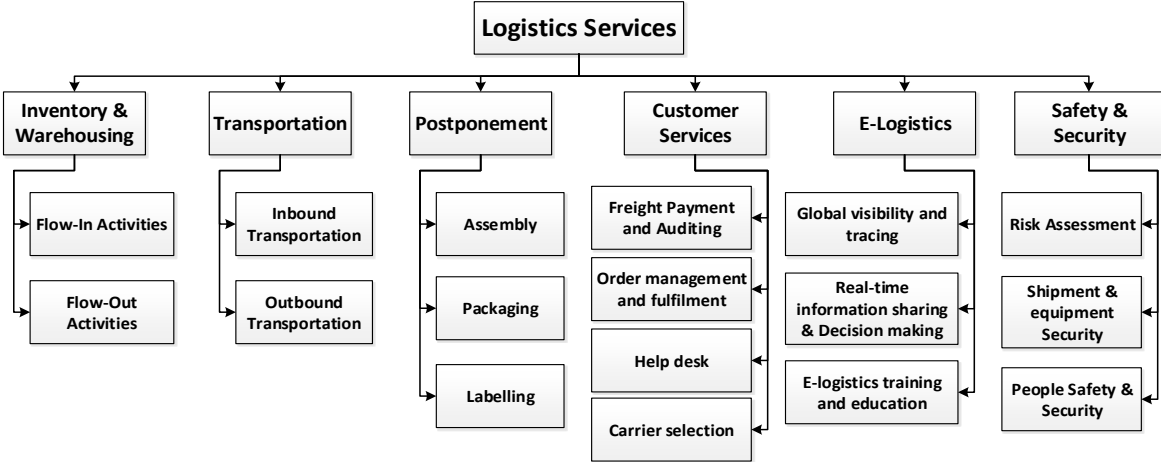 Logistics Services
Inventory &
Warehousing
Transportation
Postponement
Customer
Services
E-Logistics
Safety &
Security
Flow-In Activities
Flow-Out
Activities
Inbound
Transportation
Outbound
Transportation
Assembly
Packaging
Labelling
Freight Payment
and Auditing
Order management
and fulfilment
Help desk
Carrier selection
Global visibility and
tracing
Real-time
information sharing
& Decision making
E-logistics training
and education
Risk Assessment
Shipment &
equipment
Security
People Safety &
Security